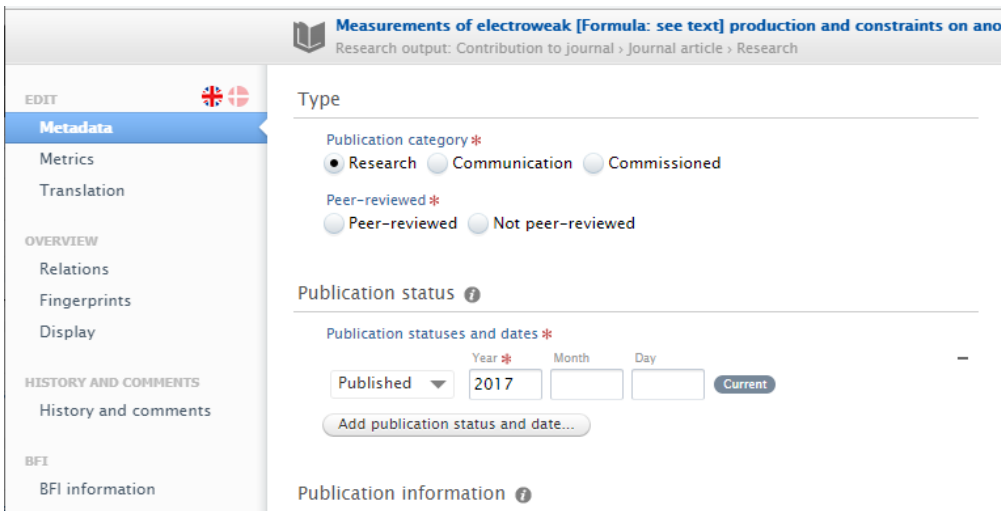 Measurements of electroweak [Formula: see text] production and constraints on ano
Research output: Contribution to journal › Journal article › Research
EDIT
Metadata
Metrics
Translation
OVERVIEW
Relations
Fingerprints
Display
HISTORY AND COMMENTS
History and comments
BFI
BFI information
Type
Publication category *
Research Communication Commissioned
Peer-reviewed *
Peer-reviewed Not peer-reviewed
Publication status
Publication statuses and dates *
Year * Month Day
Published 2017 Current
Add publication status and date...
Publication information